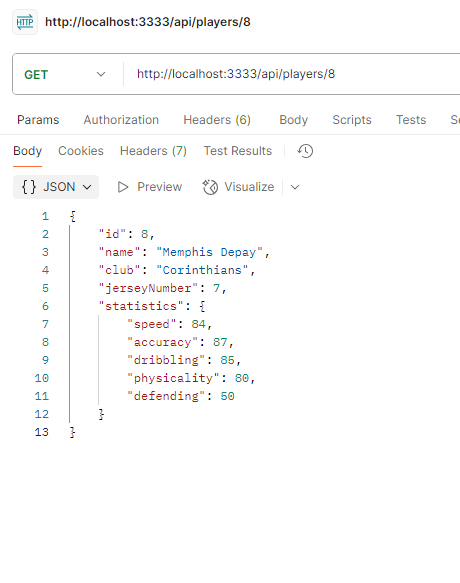 HTTP http://localhost:3333/api/players/8
GET http://localhost:3333/api/players/8
Params Authorization Headers (6) Body Scripts Tests
Body Cookies Headers (7) Test Results
{} JSON Preview Visualize
1 {
2 "id": 8,
3 "name": "Memphis Depay",
4 "club": "Corinthians",
5 "jerseyNumber": 7,
6 "statistics": {
7 "speed": 84,
8 "accuracy": 87,
9 "dribbling": 85,
10 "physicality": 80,
11 "defending": 50
12 }
13 }